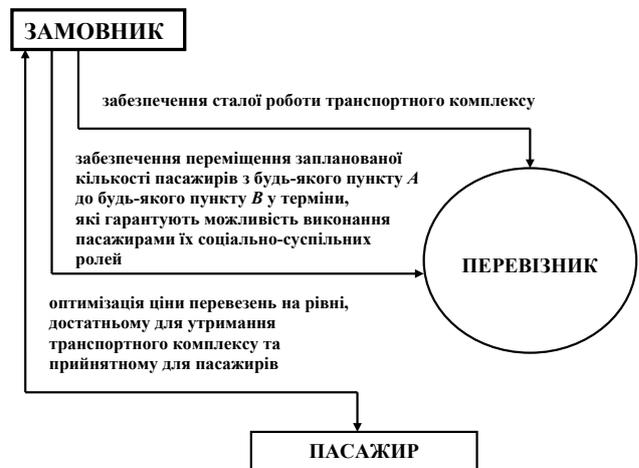 ЗАМОВНИК
забезпечення сталої роботи транспортного комплексу
забезпечення переміщення запланованої
кількості пасажирів з будь-якого пункту A
до будь-якого пункту B у терміни,
які гарантують можливість виконання
пасажирами їх соціально-суспільних
ролей
ПЕРЕВІЗНИК
оптимізація ціни перевезень на рівні,
достатньому для утримання
транспортного комплексу та
прийнятному для пасажирів
ПАСАЖИР